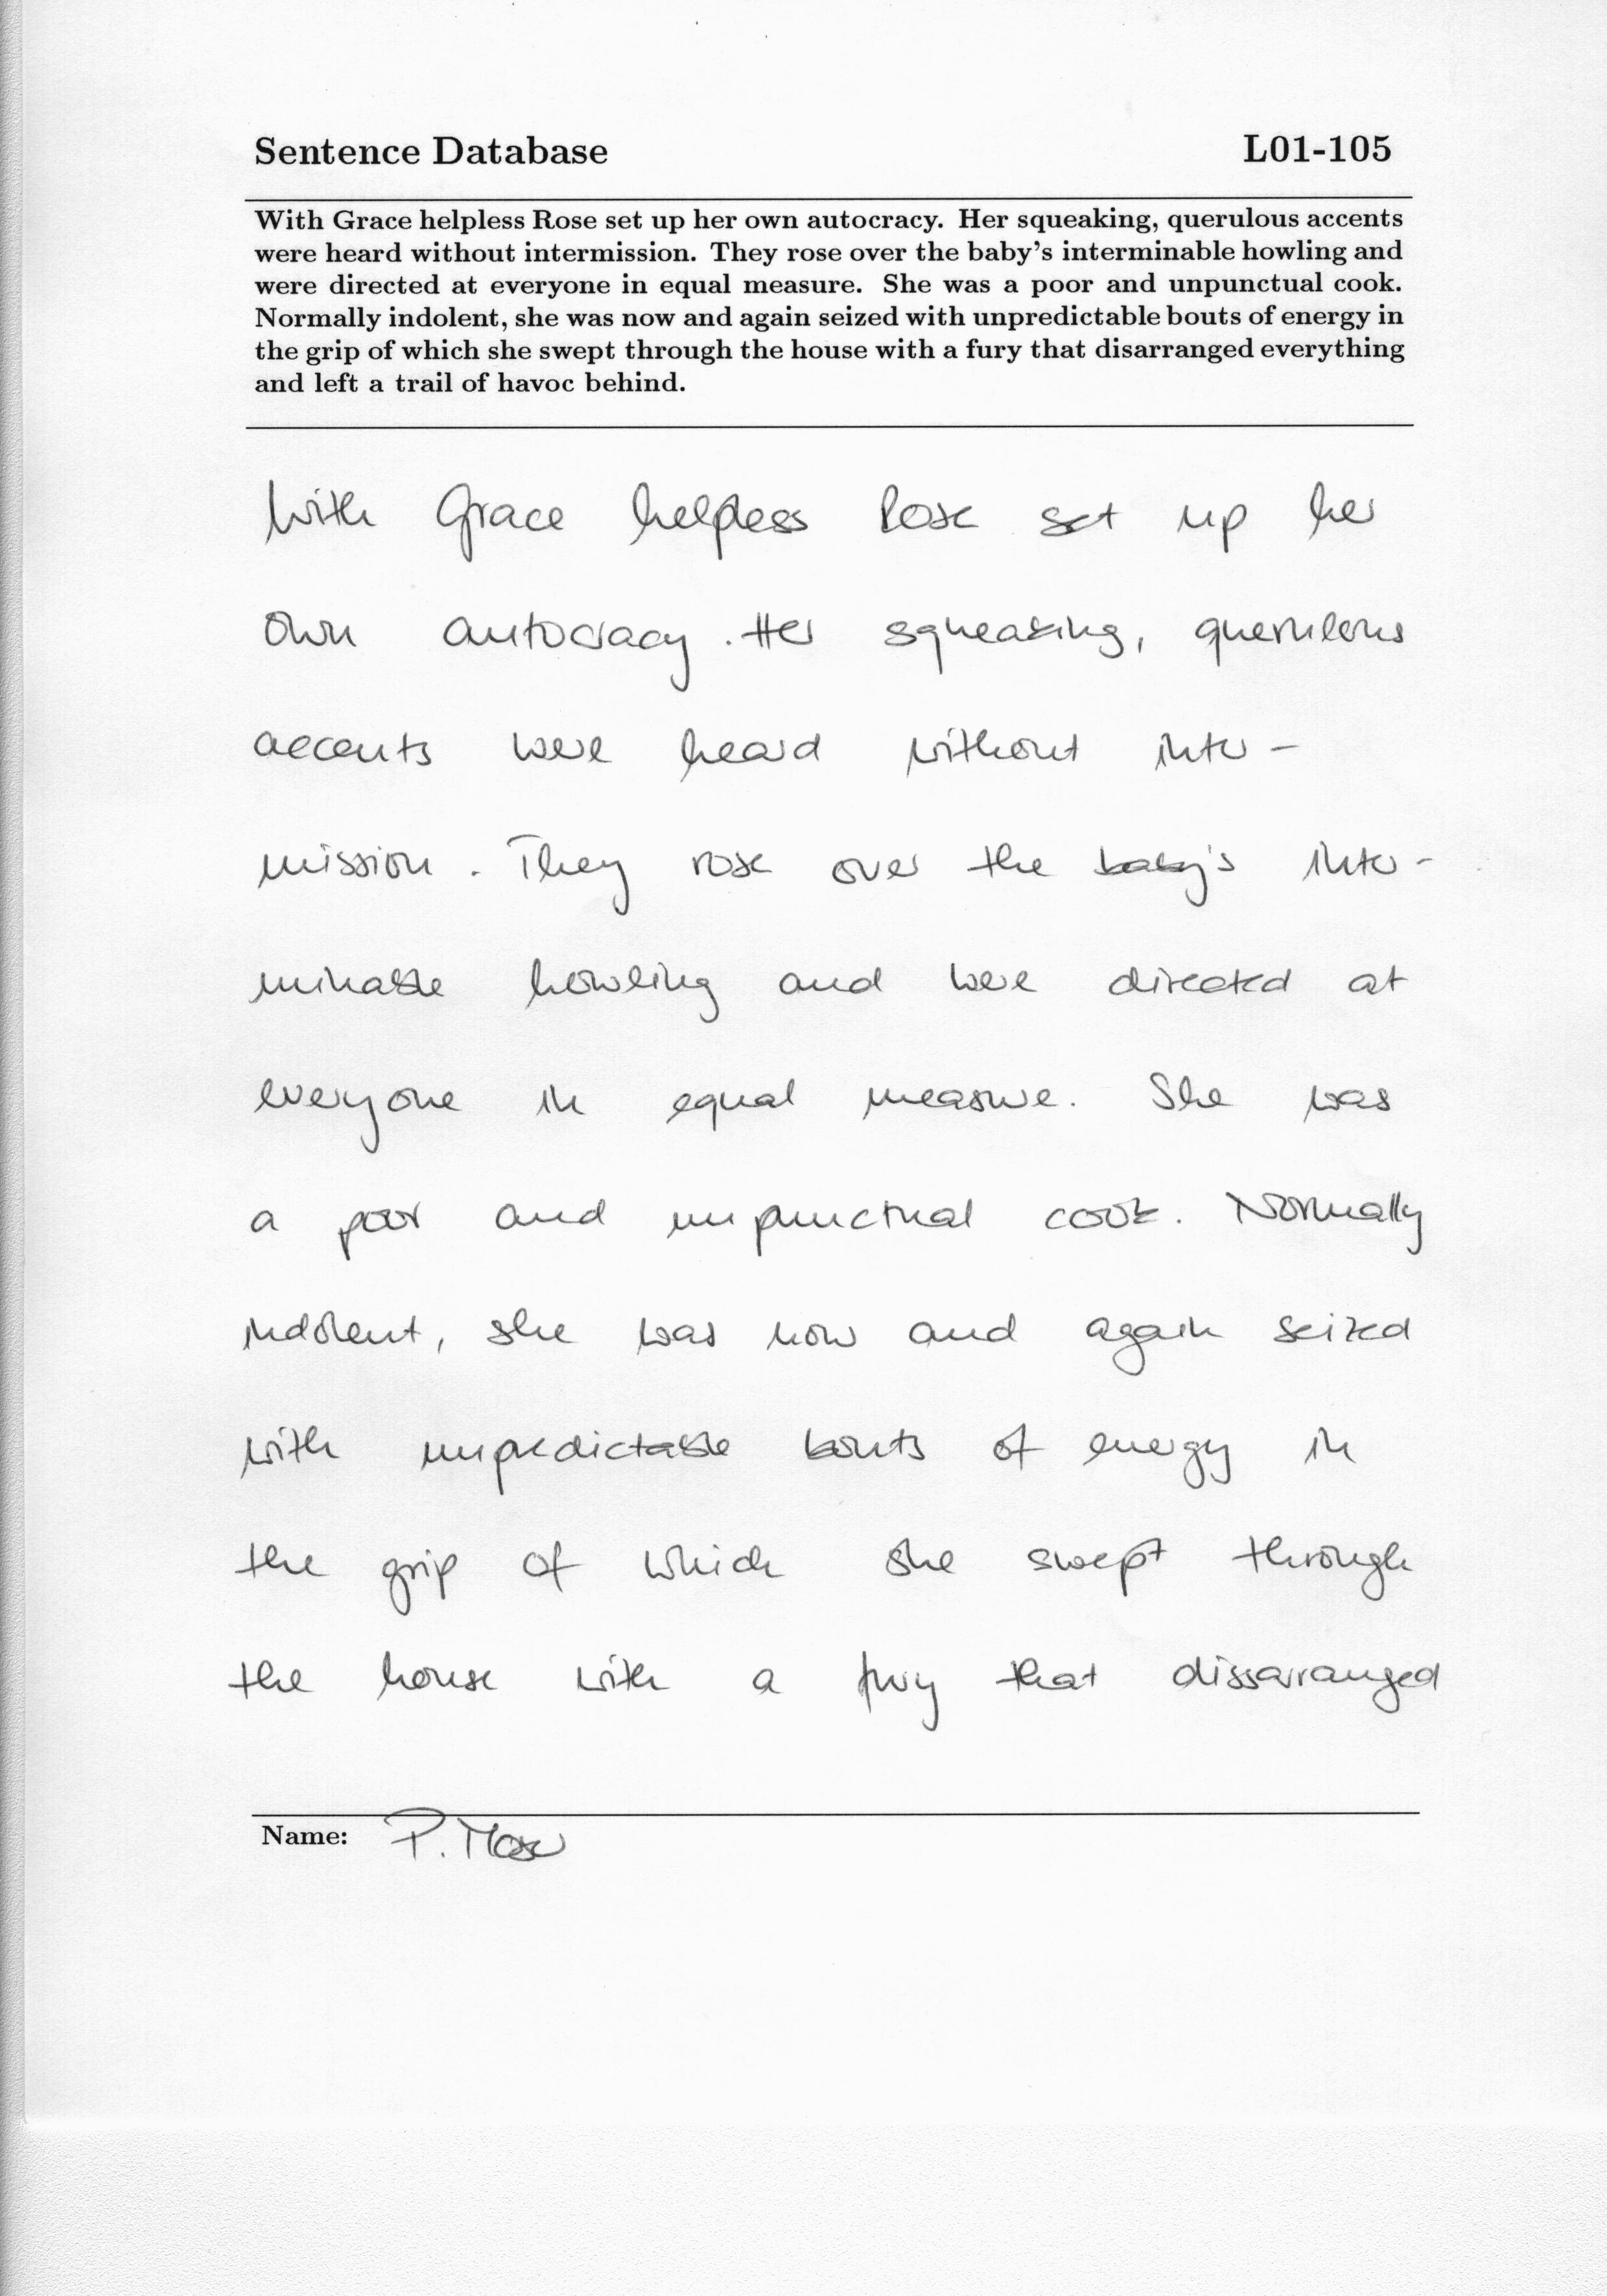 Sentence Database L01-105
With Grace helpless Rose set up her own autocracy. Her squeaking, querulous accents
were heard without intermission. They rose over the baby's interminable howling and
were directed at everyone in equal measure. She was a poor and unpunctual cook.
Normally indolent, she was now and again seized with unpredictable bouts of energy in
the grip of which she swept through the house with a fury that disarranged everything
and left a trail of havoc behind.
With Grace helpless Rose set up her
own autocracy. Her squeaking, querulous
accents were heard without inter-
mission. They rose over the baby's inter-
minable howling and were directed at
everyone in equal measure. She was
a poor and unpunctual cook. Normally
indolent, she was now and again seized
with unpredictable bouts of energy in
the grip of which she swept through
the house with a fury that dissarranged
Name: P.